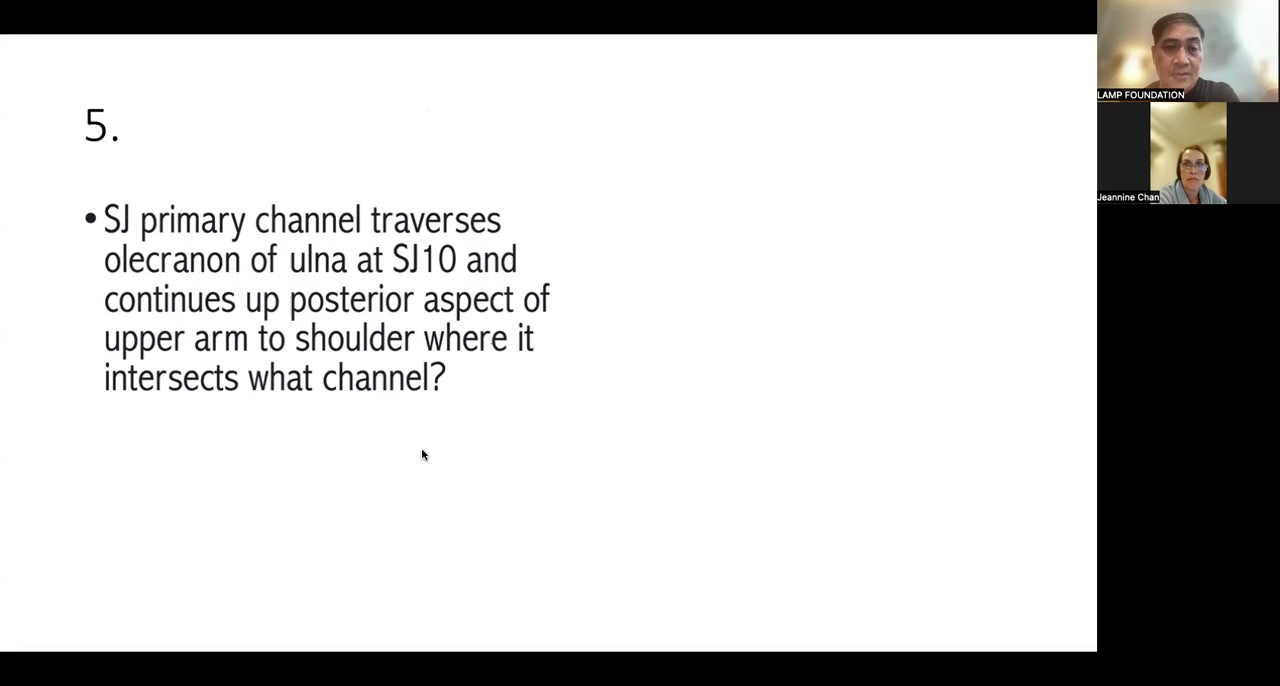 5.
• SJ primary channel traverses
olecranon of ulna at SJ10 and
continues up posterior aspect of
upper arm to shoulder where it
intersects what channel?
LAMP FOUNDATION
Jeannine Chan